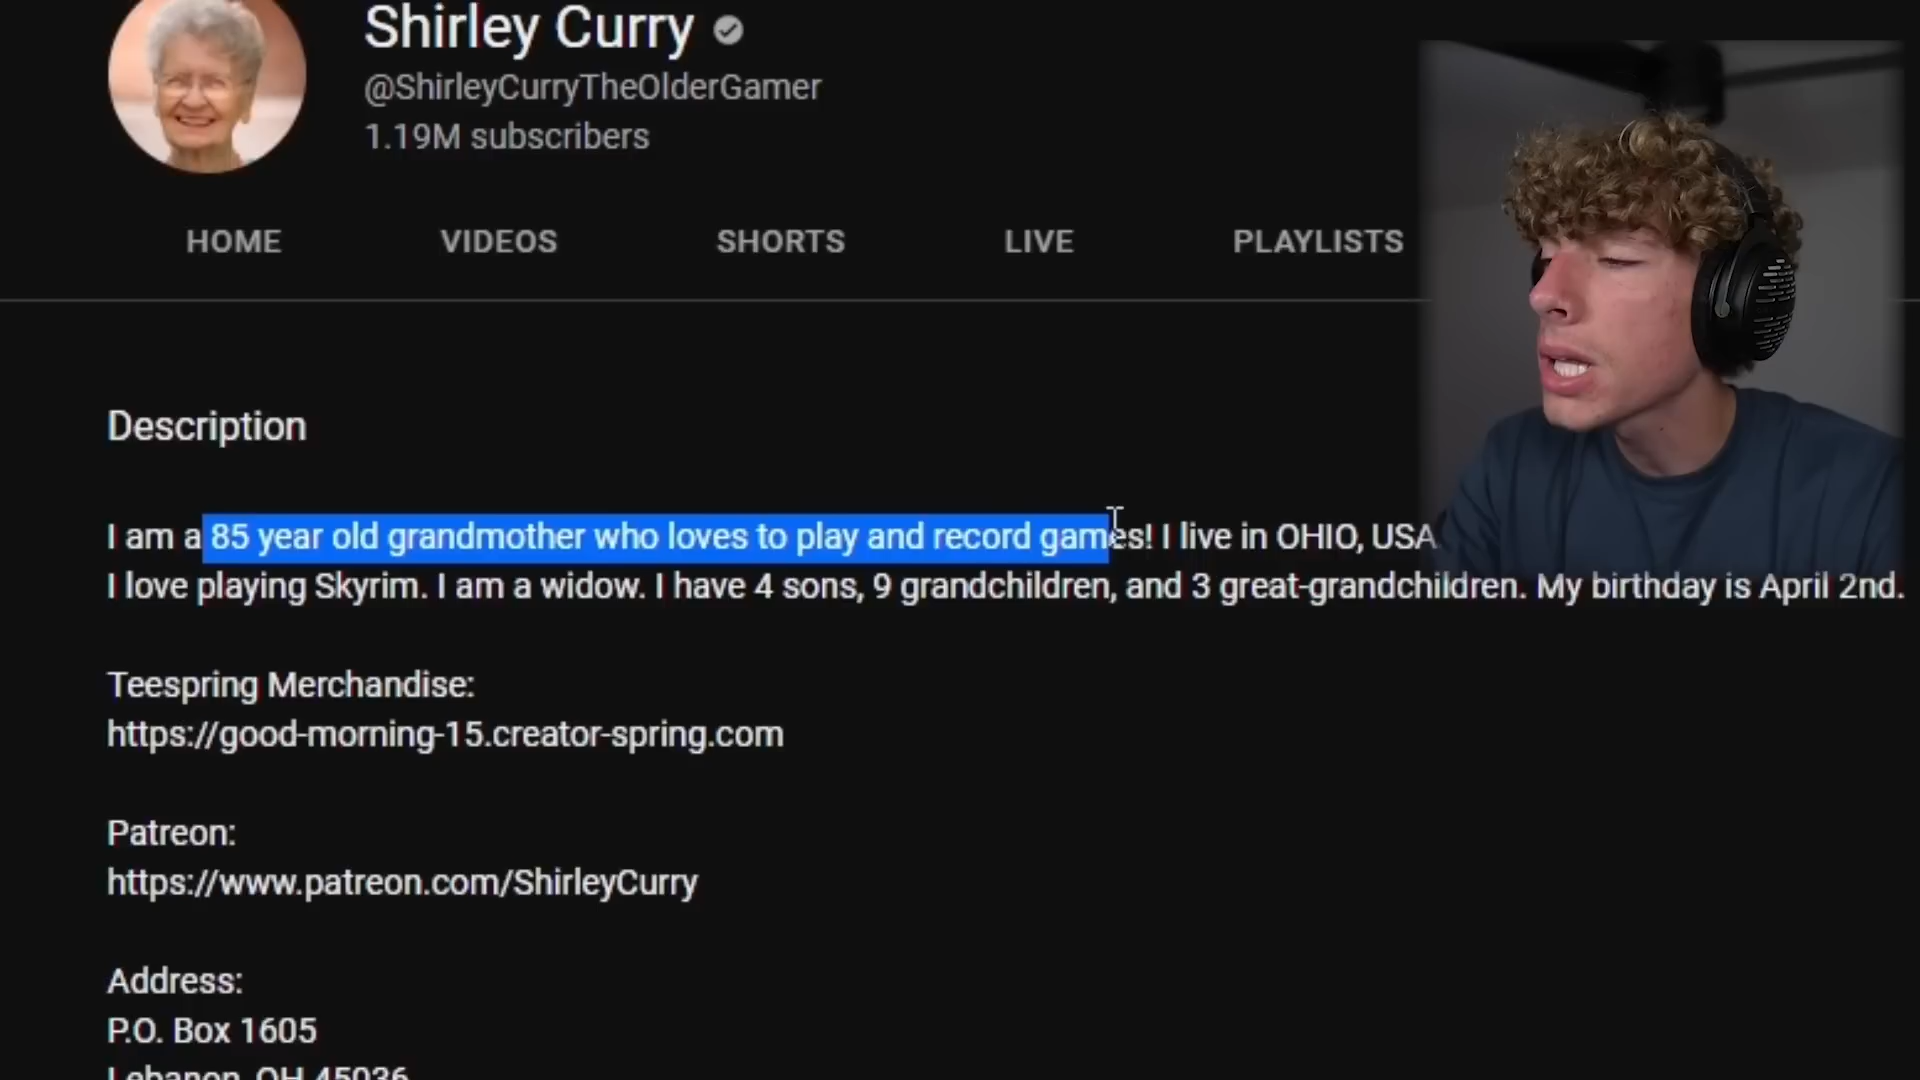 Shirley Curry
@ShirleyCurryTheOlderGamer
1.19M subscribers
HOME VIDEOS SHORTS LIVE PLAYLISTS
Description
I am a 85 year old grandmother who loves to play and record games! I live in OHIO, USA.
I love playing Skyrim. I am a widow. I have 4 sons, 9 grandchildren, and 3 great-grandchildren. My birthday is April 2nd.
Teespring Merchandise:
https://good-morning-15.creator-spring.com
Patreon:
https://www.patreon.com/ShirleyCurry
Address:
P.O. Box 1605
Lebanon, OH 45036